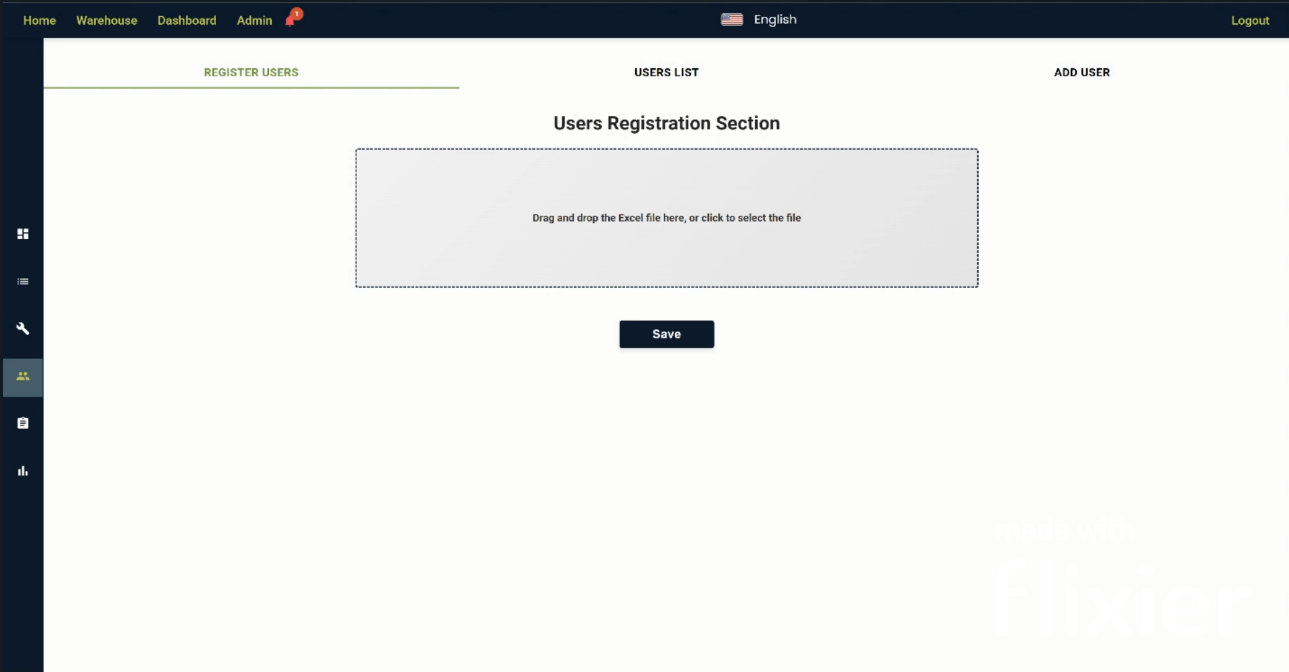 Home Warehouse Dashboard Admin 1 English Logout
REGISTER USERS USERS LIST ADD USER
Users Registration Section
Drag and drop the Excel file here, or click to select the file
Save
made with
flixier